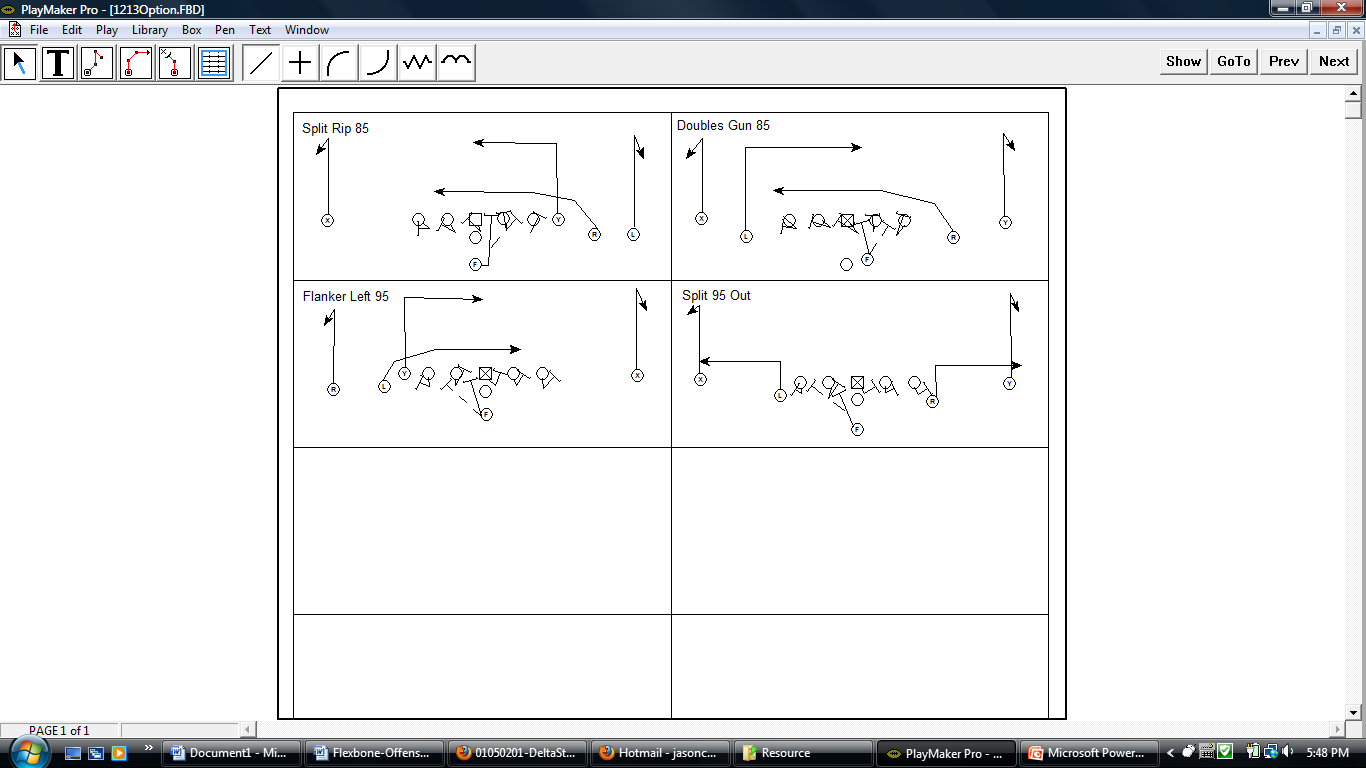 PlayMaker Pro - [1213Option.FBD]
File Edit Play Library Box Pen Text Window
T
Show GoTo Prev Next
Split Rip 85
X Y R L F
Doubles Gun 85
X L R Y F
Flanker Left 95
R L Y X F
Split 95 Out
X L R Y F
PAGE 1 of 1
Document1 - Mi...
Flexbone-Offens...
01050201-DeltaSt...
Hotmail - jasonc...
Resource
PlayMaker Pro - ...
Microsoft Power...
5:48 PM